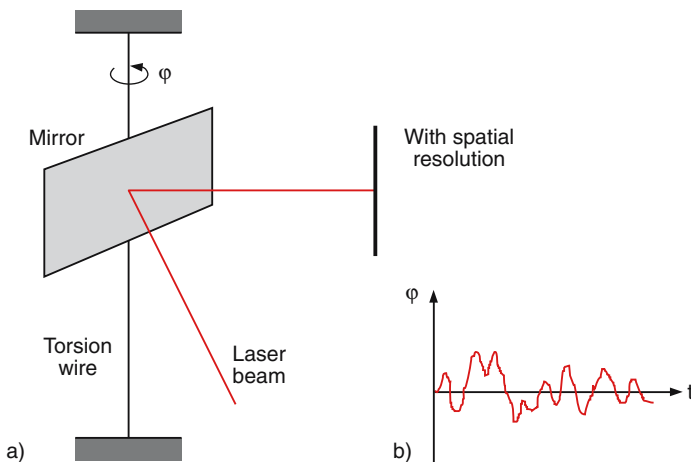 φ
Mirror
With spatial
resolution
φ
Torsion
wire
Laser
beam
t
a)
b)